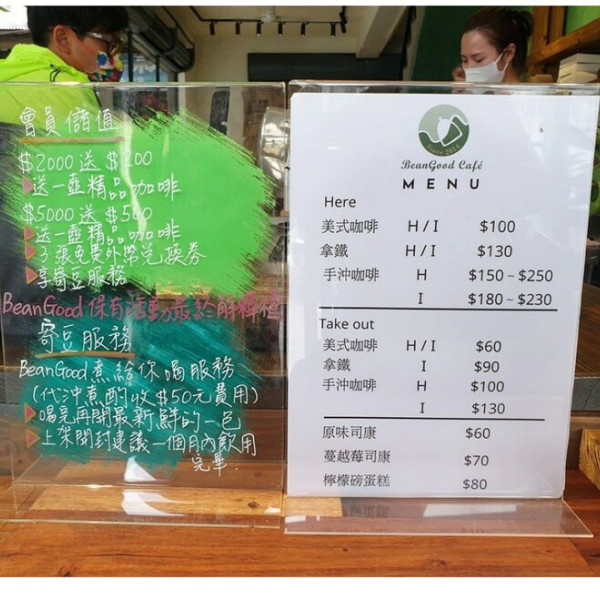 會員儲值
$2000 送 $200
▶送一壺精品咖啡
$5000 送 $500
▶送一壺精品咖啡
▶3張免費外帶兌換券
▶享寄豆服務
BeanGood保有活動最終解釋權
寄豆服務
BeanGood煮給你喝服務
(代沖煮酌收$50元費用)
▶喝完再開最新鮮的一包
▶上架開封建議一個月內飲用
完畢.
Since 2016
BeanGood Café
MENU
Here
美式咖啡 H / I $100
拿鐵 H / I $130
手沖咖啡 H $150 ~ $250
I $180 ~ $230
Take out
美式咖啡 H / I $60
拿鐵 I $90
手沖咖啡 H $100
I $130
原味司康 $60
蔓越莓司康 $70
檸檬磅蛋糕 $80